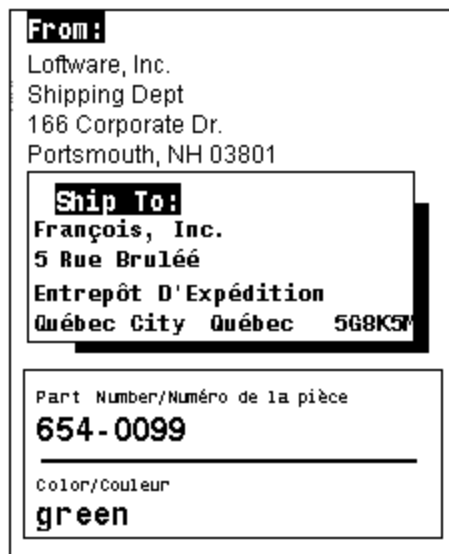 From:
Loftware, Inc.
Shipping Dept
166 Corporate Dr.
Portsmouth, NH 03801
Ship To:
François, Inc.
5 Rue Bruléé
Entrepôt D'Expédition
Québec City Québec 5G8K5M
Part Number/Numéro de la pièce
654-0099
Color/Couleur
green